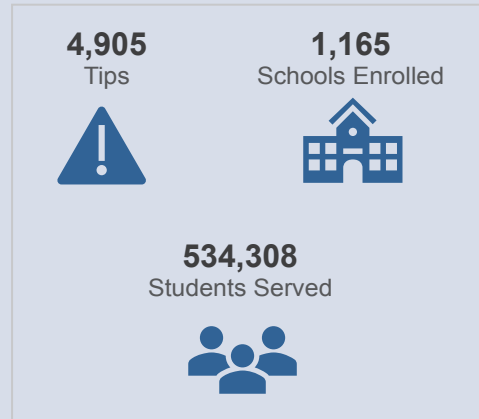 4,905
Tips
1,165
Schools Enrolled
534,308
Students Served